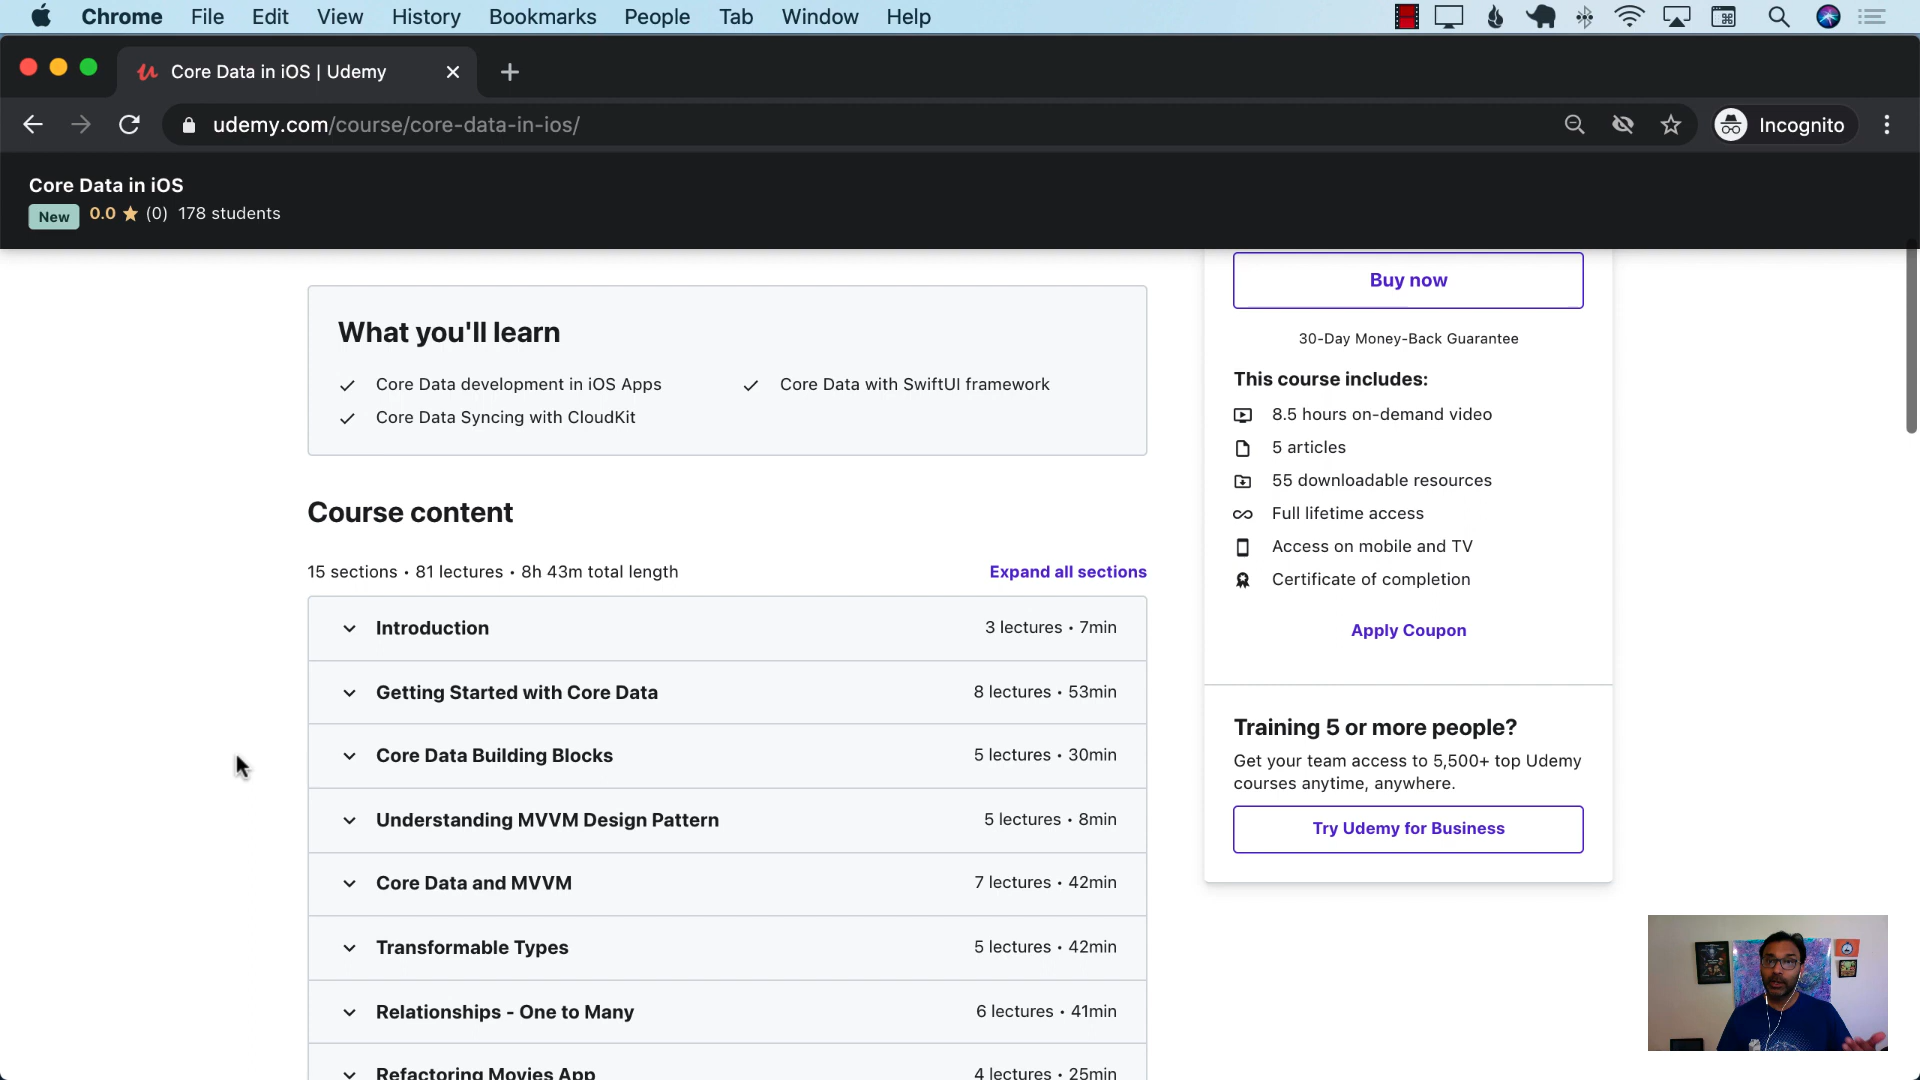 Chrome File Edit View History Bookmarks People Tab Window Help
Core Data in iOS | Udemy
udemy.com/course/core-data-in-ios/
Incognito
Core Data in iOS
New 0.0 ★ (0) 178 students
Buy now
30-Day Money-Back Guarantee
This course includes:
8.5 hours on-demand video
5 articles
55 downloadable resources
Full lifetime access
Access on mobile and TV
Certificate of completion
Apply Coupon
Training 5 or more people?
Get your team access to 5,500+ top Udemy
courses anytime, anywhere.
Try Udemy for Business
What you'll learn
Core Data development in iOS Apps
Core Data with SwiftUI framework
Core Data Syncing with CloudKit
Course content
15 sections • 81 lectures • 8h 43m total length
Expand all sections
Introduction 3 lectures • 7min
Getting Started with Core Data 8 lectures • 53min
Core Data Building Blocks 5 lectures • 30min
Understanding MVVM Design Pattern 5 lectures • 8min
Core Data and MVVM 7 lectures • 42min
Transformable Types 5 lectures • 42min
Relationships - One to Many 6 lectures • 41min
Refactoring Movies App 4 lectures • 25min